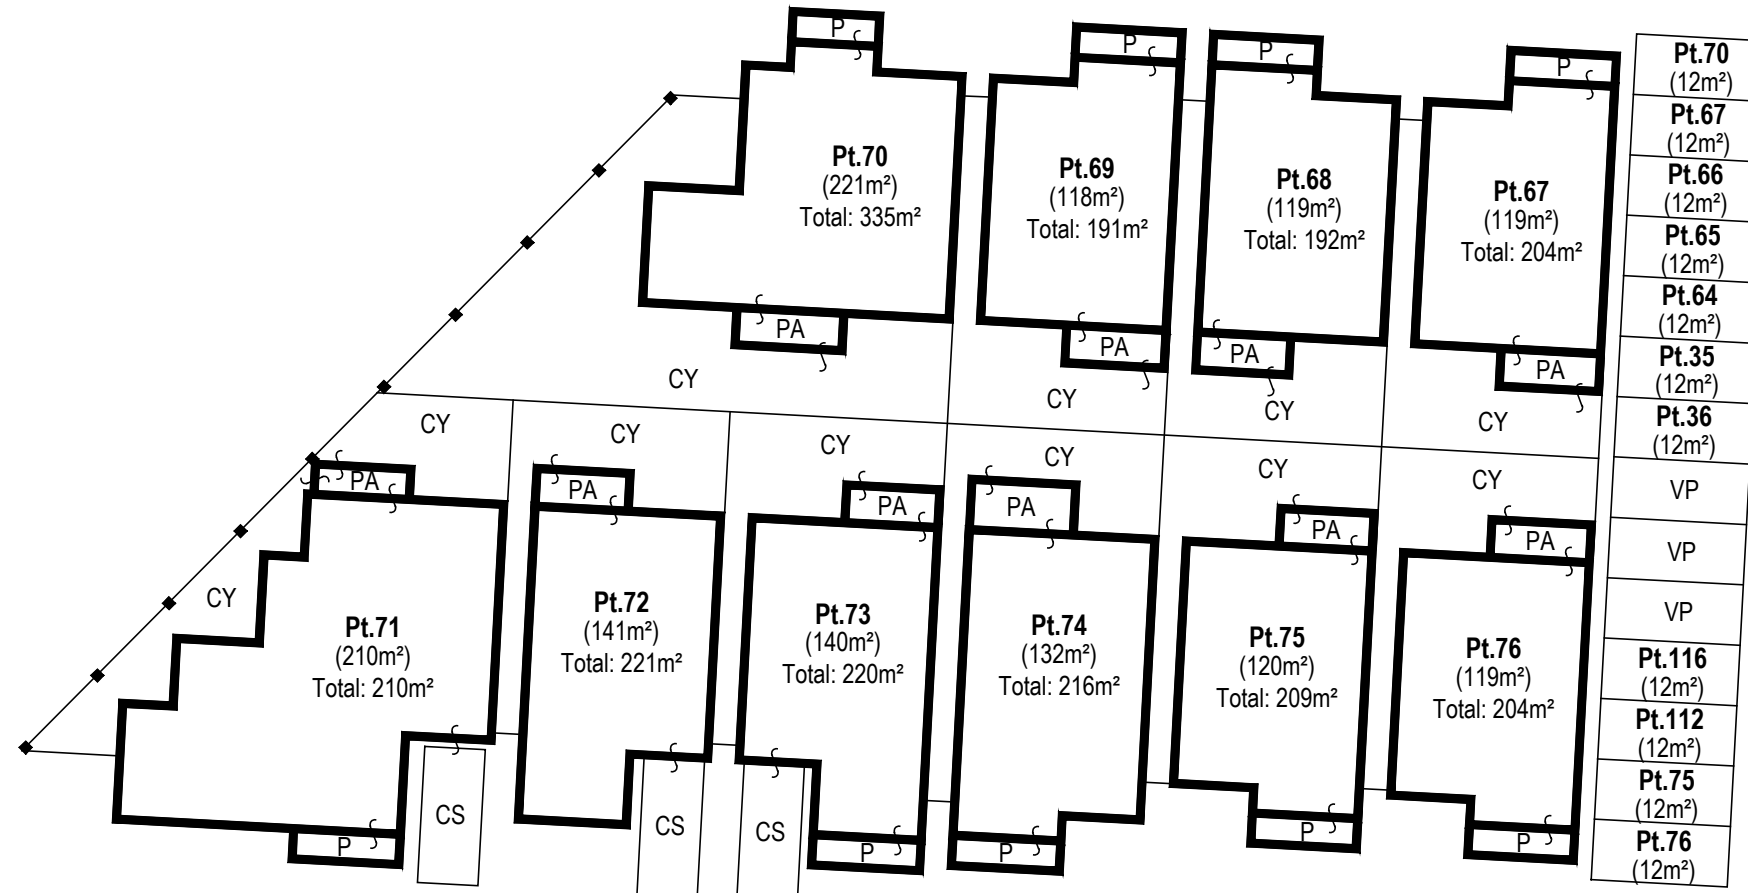 P
P
P
P
Pt.70
(221m²)
Total: 335m²
Pt.69
(118m²)
Total: 191m²
Pt.68
(119m²)
Total: 192m²
Pt.67
(119m²)
Total: 204m²
PA
PA
PA
PA
CY
CY
CY
CY
CY
CY
CY
CY
CY
CY
PA
PA
PA
PA
PA
PA
CY
Pt.71
(210m²)
Total: 210m²
Pt.72
(141m²)
Total: 221m²
Pt.73
(140m²)
Total: 220m²
Pt.74
(132m²)
Total: 216m²
Pt.75
(120m²)
Total: 209m²
Pt.76
(119m²)
Total: 204m²
CS
CS
CS
P
P
P
P
P
Pt.70
(12m²)
Pt.67
(12m²)
Pt.66
(12m²)
Pt.65
(12m²)
Pt.64
(12m²)
Pt.35
(12m²)
Pt.36
(12m²)
VP
VP
VP
Pt.116
(12m²)
Pt.112
(12m²)
Pt.75
(12m²)
Pt.76
(12m²)